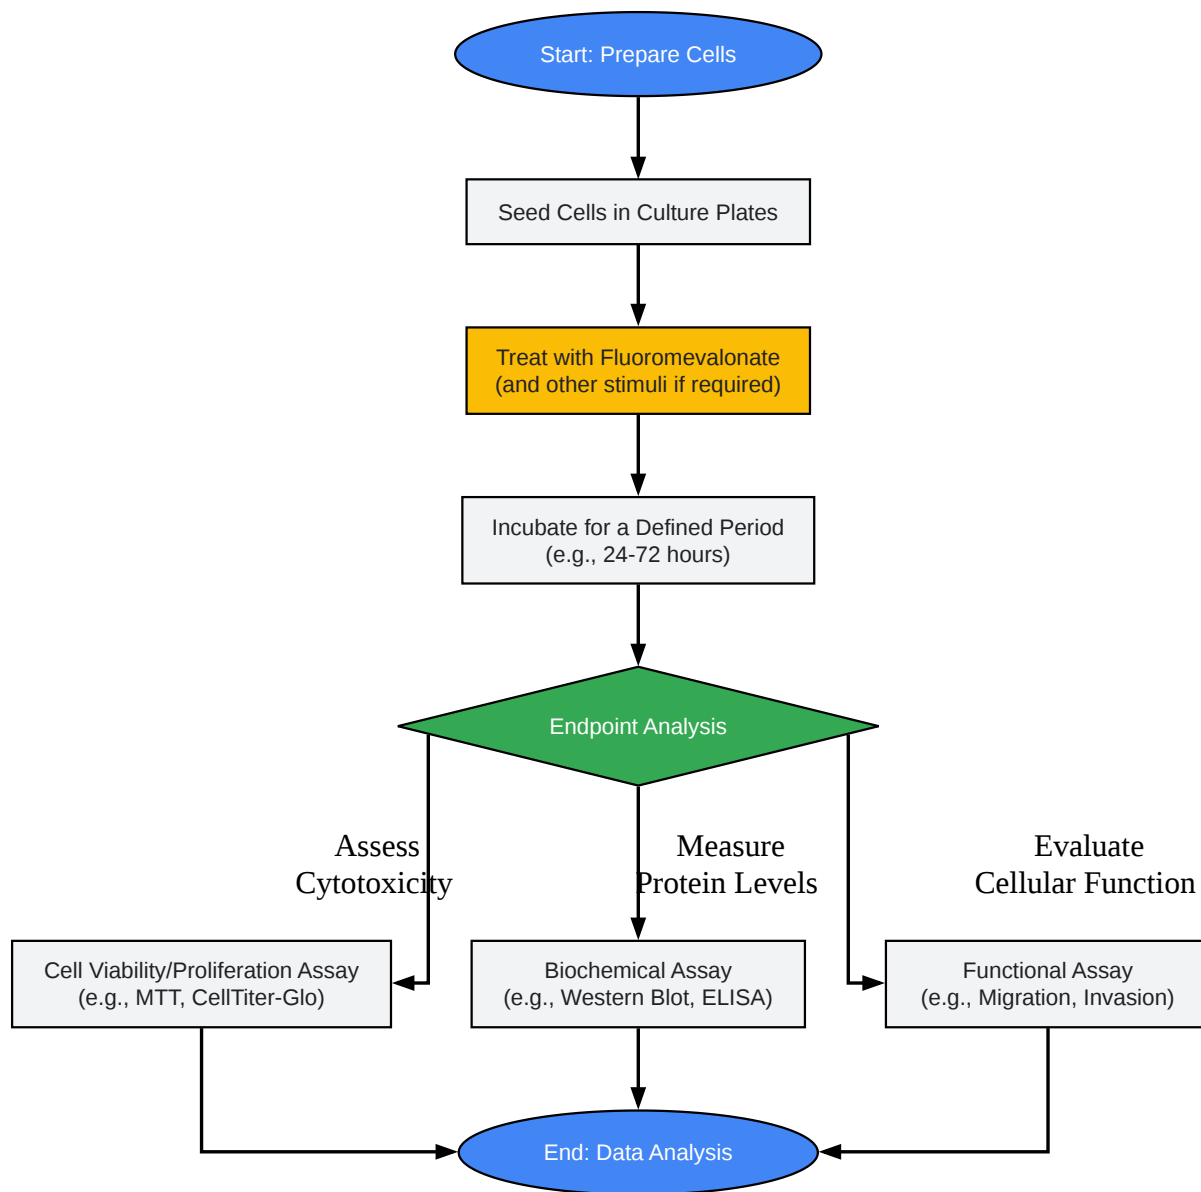 Start: Prepare Cells
Seed Cells in Culture Plates
Treat with Fluoromevalonate
(and other stimuli if required)
Incubate for a Defined Period
(e.g., 24-72 hours)
Endpoint Analysis
Assess
Cytotoxicity
Measure
Protein Levels
Evaluate
Cellular Function
Cell Viability/Proliferation Assay
(e.g., MTT, CellTiter-Glo)
Biochemical Assay
(e.g., Western Blot, ELISA)
Functional Assay
(e.g., Migration, Invasion)
End: Data Analysis